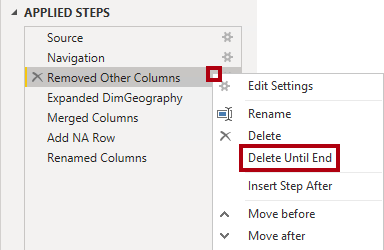 APPLIED STEPS
Source
Navigation
Removed Other Columns
Expanded DimGeography
Merged Columns
Add NA Row
Renamed Columns
Edit Settings
Rename
Delete
Delete Until End
Insert Step After
Move before
Move after